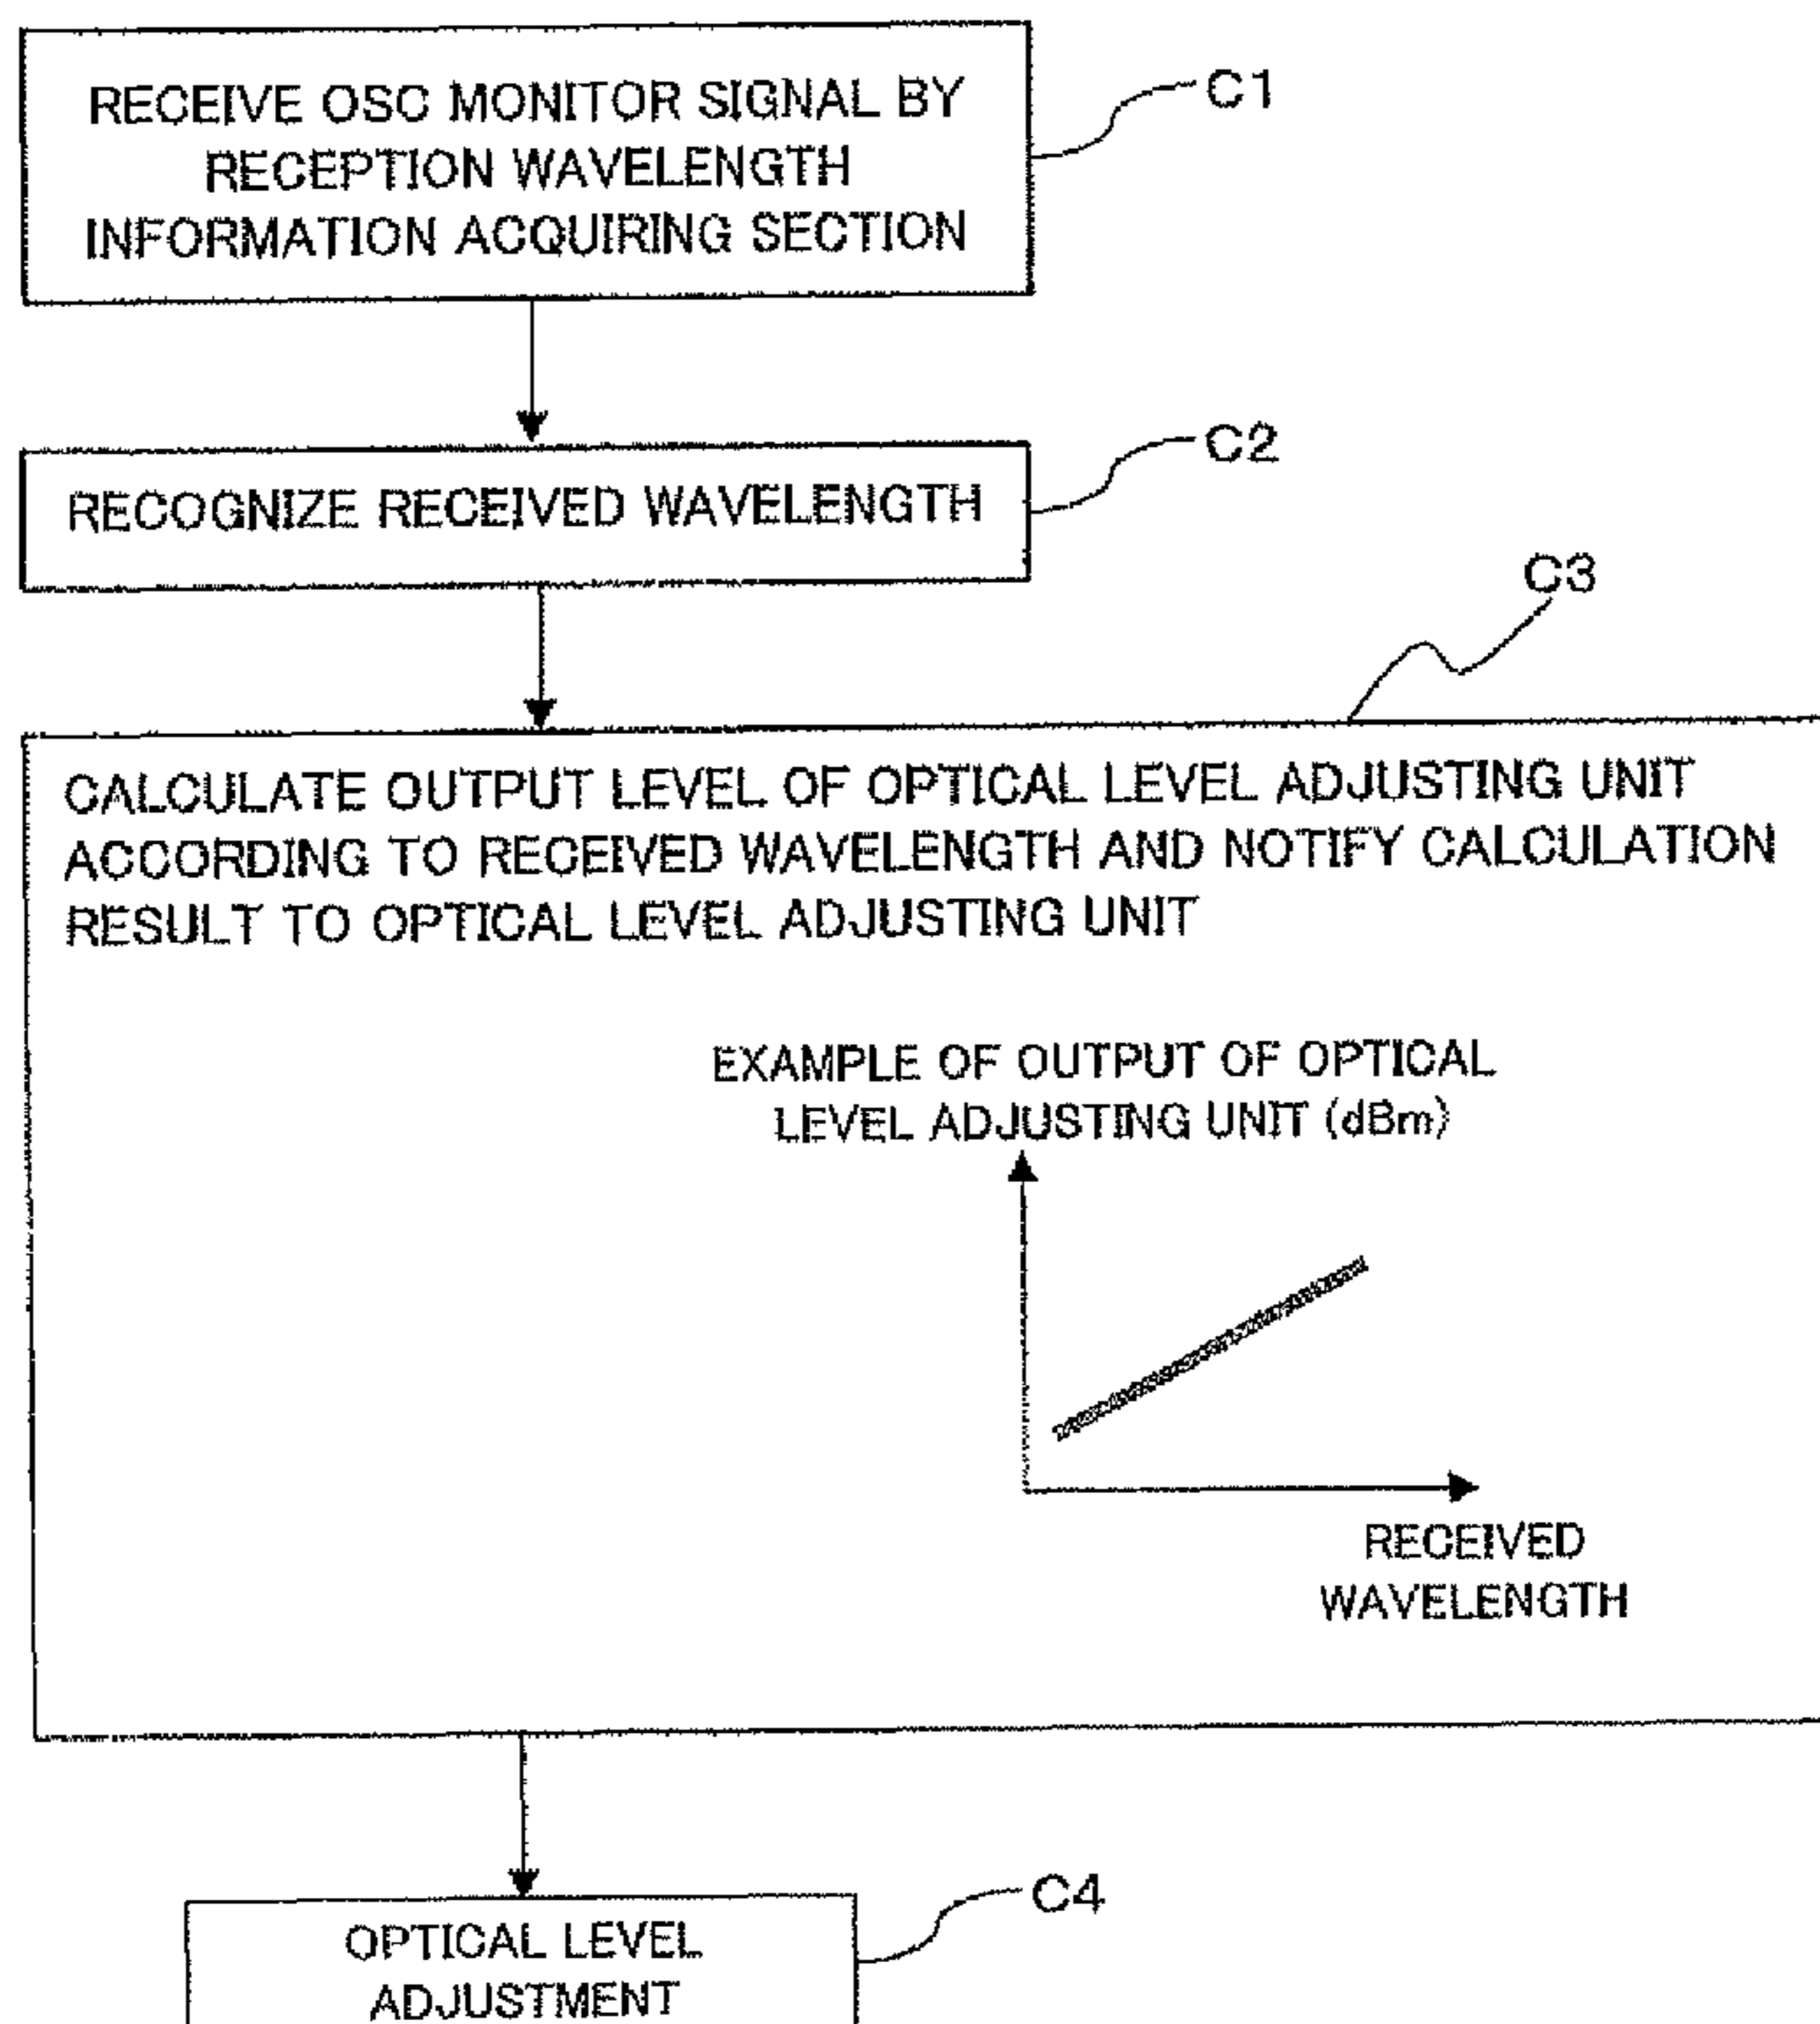 RECEIVE OSC MONITOR SIGNAL BY
RECEPTION WAVELENGTH
INFORMATION ACQUIRING SECTION
C1
RECOGNIZE RECEIVED WAVELENGTH
C2
C3
CALCULATE OUTPUT LEVEL OF OPTICAL LEVEL ADJUSTING UNIT
ACCORDING TO RECEIVED WAVELENGTH AND NOTIFY CALCULATION
RESULT TO OPTICAL LEVEL ADJUSTING UNIT
EXAMPLE OF OUTPUT OF OPTICAL
LEVEL ADJUSTING UNIT (dBm)
RECEIVED
WAVELENGTH
C4
OPTICAL LEVEL
ADJUSTMENT